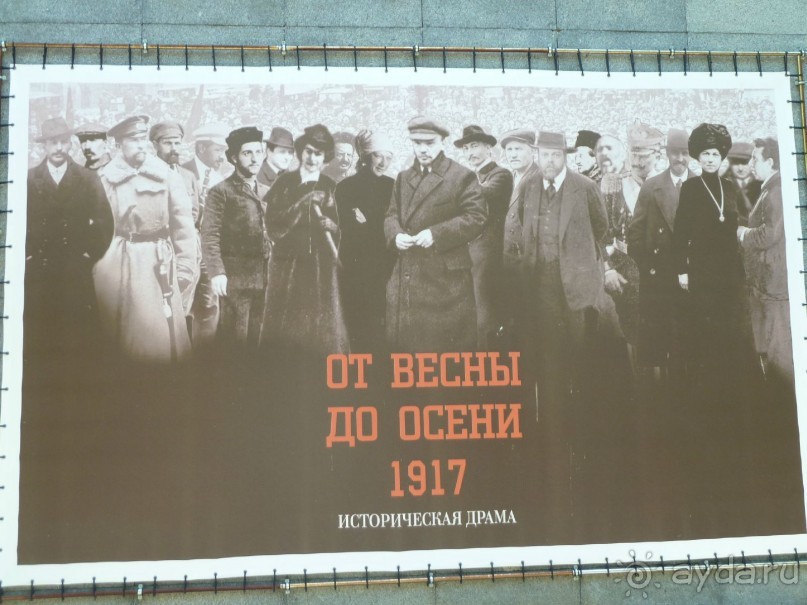 ОТ ВЕСНЫ
ДО ОСЕНИ
1917
ИСТОРИЧЕСКАЯ ДРАМА
ayda.ru